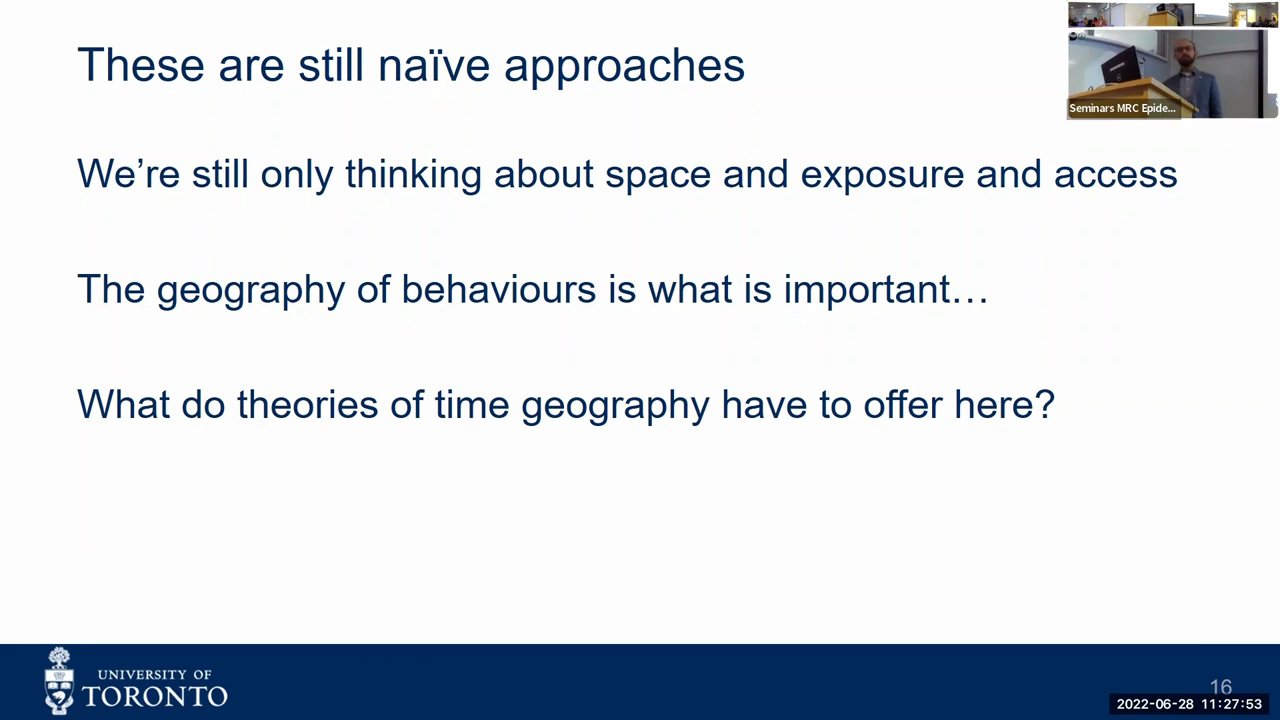 These are still naïve approaches
Seminars MRC Epide...
We’re still only thinking about space and exposure and access
The geography of behaviours is what is important…
What do theories of time geography have to offer here?
UNIVERSITY OF
TORONTO
16
2022-06-28 11:27:53